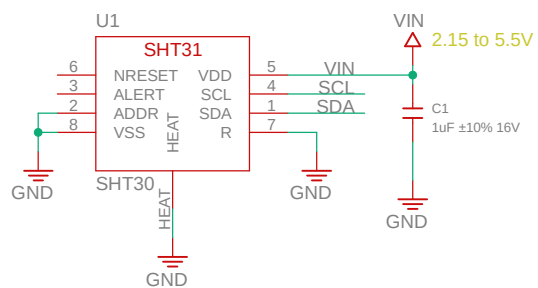 U1
VIN
2.15 to 5.5V
SHT31
6 NRESET VDD 5 VIN
3 ALERT SCL 4 SCL
2 ADDR SDA 1 SDA
8 VSS HEAT R 7
C1
1uF ±10% 16V
SHT30
GND
HEAT
GND
GND
GND